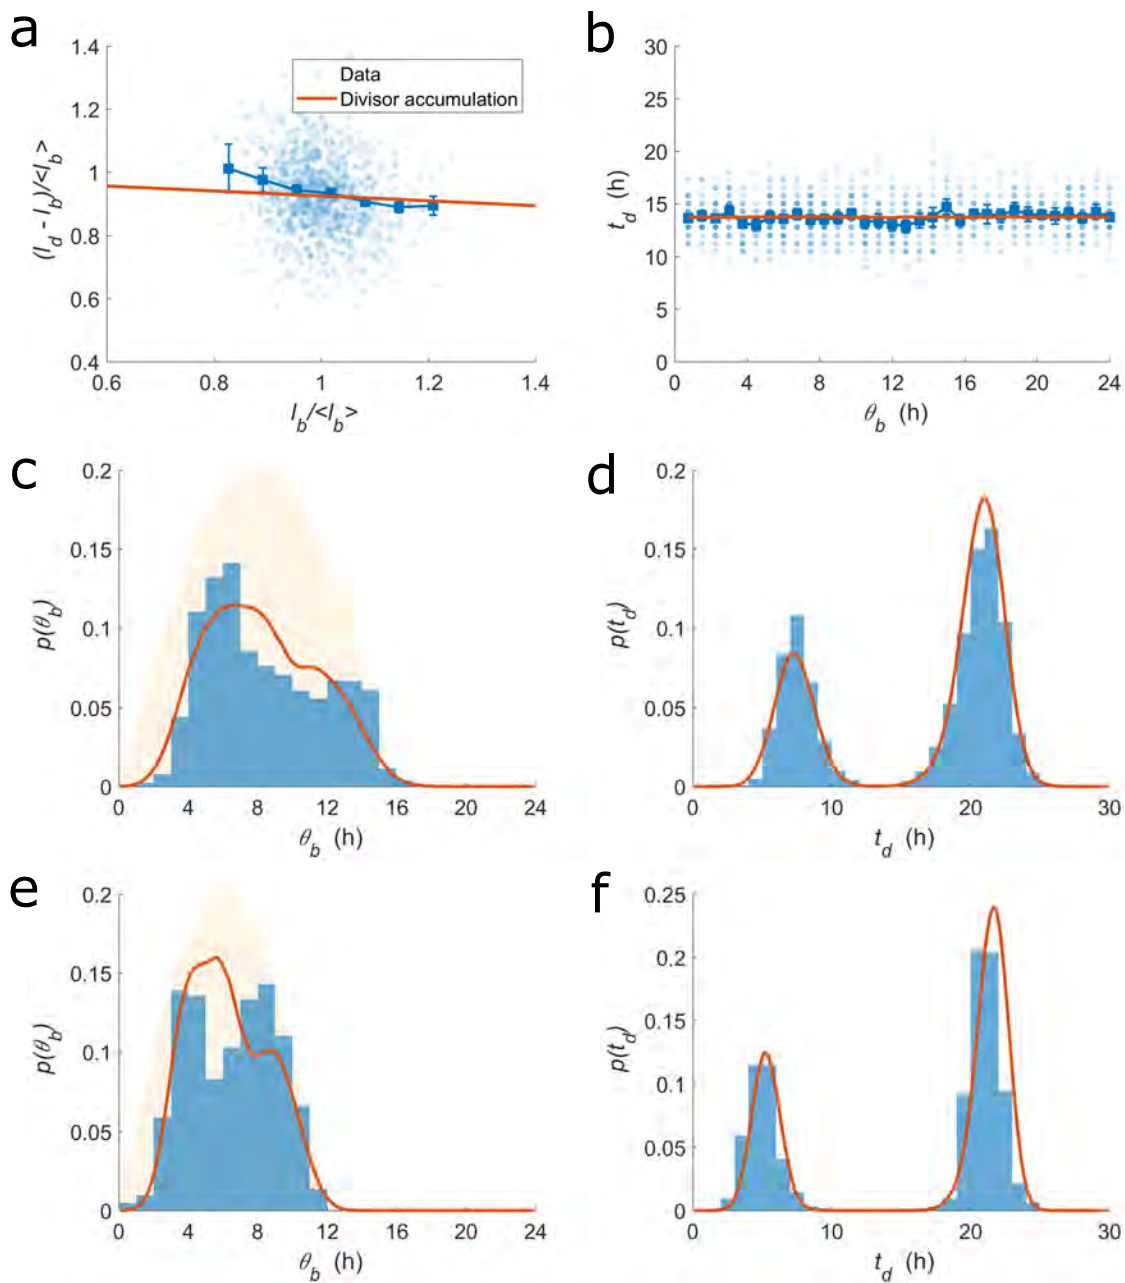 a
1.4
1.2
1
0.8
0.6
0.4
(l_d - l_b)/<l_b>
Data
Divisor accumulation
0.6 0.8 1 1.2 1.4
l_b/<l_b>
b
30
25
20
15
10
5
0
t_d (h)
0 4 8 12 16 20 24
θ_b (h)
c
0.2
0.15
0.1
0.05
0
p(θ_b)
0 4 8 12 16 20 24
θ_b (h)
d
0.2
0.15
0.1
0.05
0
p(t_d)
0 10 20 30
t_d (h)
e
0.2
0.15
0.1
0.05
0
p(θ_b)
0 4 8 12 16 20 24
θ_b (h)
f
0.25
0.2
0.15
0.1
0.05
0
p(t_d)
0 10 20 30
t_d (h)